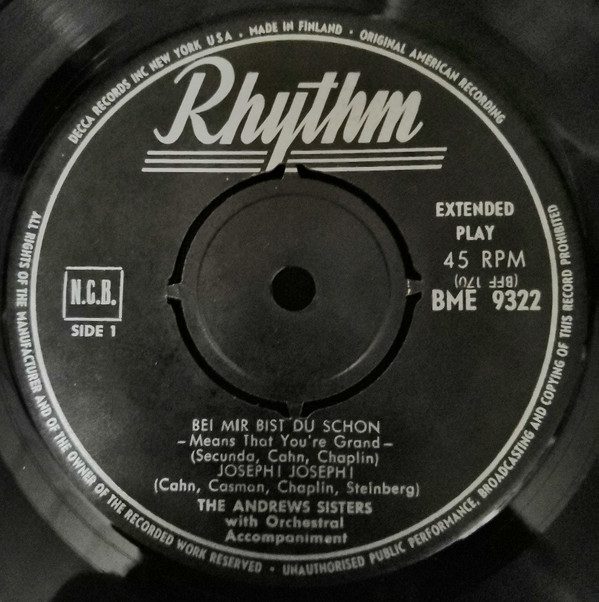 DECCA RECORDS INC NEW YORK USA • MADE IN FINLAND • ORIGINAL AMERICAN RECORDING
Rhythm
EXTENDED
PLAY
45 RPM
(BFF 170)
BME 9322
N.C.B.
SIDE 1
BEI MIR BIST DU SCHON
–Means That You're Grand–
(Secunda, Cahn, Chaplin)
JOSEPH! JOSEPH!
(Cahn, Casman, Chaplin, Steinberg)
THE ANDREWS SISTERS
with Orchestral
Accompaniment
ALL RIGHTS OF THE MANUFACTURER AND OF THE OWNER OF THE RECORDED WORK RESERVED • UNAUTHORISED PUBLIC PERFORMANCE, BROADCASTING AND COPYING OF THIS RECORD PROHIBITED